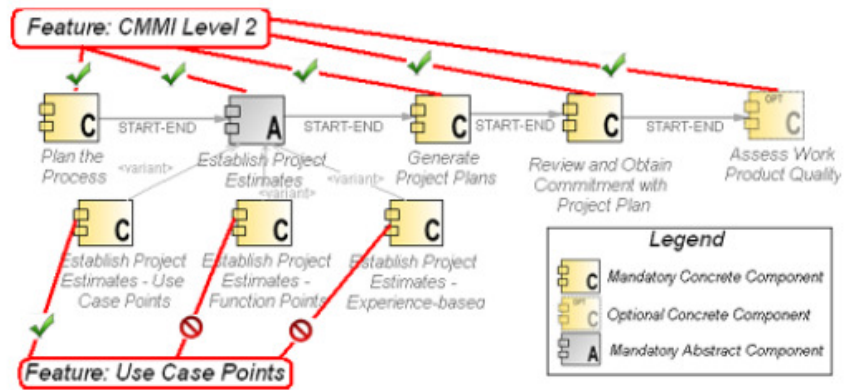 Feature: CMMI Level 2
C
A
C
C
OPT
C
START-END
START-END
START-END
START-END
Plan the
Process
Establish Project
Estimates
Generate
Project Plans
Review and Obtain
Commitment with
Project Plan
Assess Work
Product Quality
<variant>
<variant>
<variant>
C
C
C
Establish Project
Estimates - Use
Case Points
Establish Project
Estimates -
Function Points
Establish Project
Estimates -
Experience-based
Feature: Use Case Points
Legend
C
Mandatory Concrete Component
OPT
C
Optional Concrete Component
A
Mandatory Abstract Component